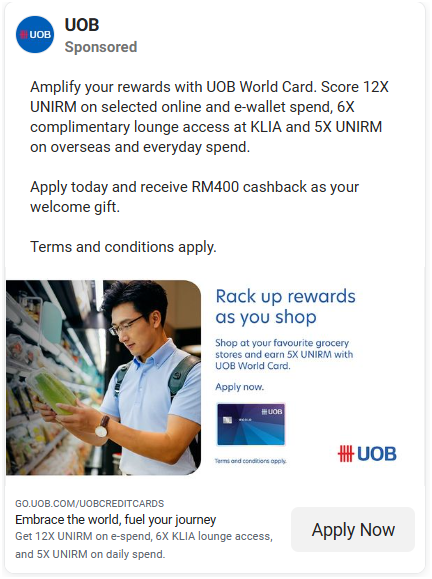 UOB
UOB
Sponsored
Amplify your rewards with UOB World Card. Score 12X
UNIRM on selected online and e-wallet spend, 6X
complimentary lounge access at KLIA and 5X UNIRM
on overseas and everyday spend.
Apply today and receive RM400 cashback as your
welcome gift.
Terms and conditions apply.
Rack up rewards
as you shop
Shop at your favourite grocery
stores and earn 5X UNIRM with
UOB World Card.
Apply now.
UOB
Terms and conditions apply.
UOB
GO.UOB.COM/UOBCREDITCARDS
Embrace the world, fuel your journey
Get 12X UNIRM on e-spend, 6X KLIA lounge access,
and 5X UNIRM on daily spend.
Apply Now